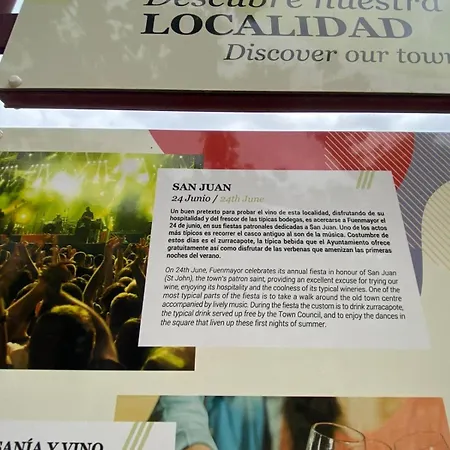 Descubre nuestra
LOCALIDAD
Discover our town
SAN JUAN
24 Junio / 24th June
Un buen pretexto para probar el vino de esta localidad, disfrutando de su
hospitalidad y del frescor de las típicas bodegas, es acercarse a Fuenmayor el
24 de junio, en sus fiestas patronales dedicadas a San Juan. Uno de los actos
más típicos es recorrer el casco antiguo al son de la música. Costumbre de
estos días es el zurracapote, la típica bebida que el Ayuntamiento ofrece
gratuitamente así como disfrutar de las verbenas que amenizan las primeras
noches del verano.
On 24th June, Fuenmayor celebrates its annual fiesta in honour of San Juan
(St John), the town's patron saint, providing an excellent excuse for trying our
wine, enjoying its hospitality and the coolness of its typical wineries. One of the
most typical parts of the fiesta is to take a walk around the old town centre
accompanied by lively music. During the fiesta the custom is to drink zurracapote,
the typical drink served up free by the Town Council, and to enjoy the dances in
the square that liven up these first nights of summer.
SANÍA Y VINO